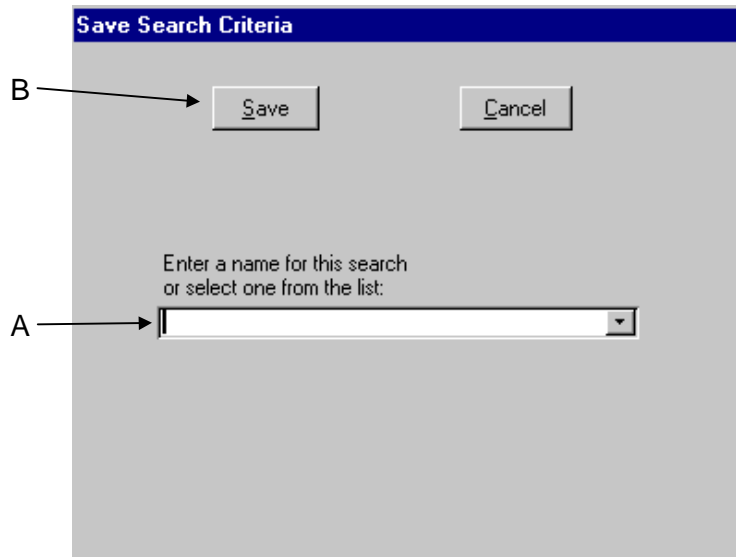 Save Search Criteria
B
Save
Cancel
Enter a name for this search
or select one from the list:
A